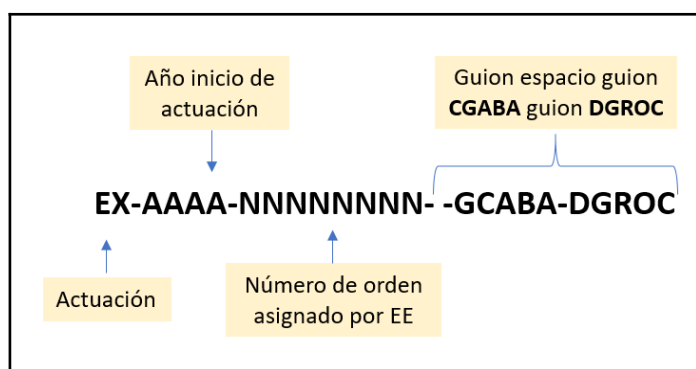 Año inicio de
actuación
Guion espacio guion
CGABA guion DGROC
EX-AAAA-NNNNNNNN- -GCABA-DGROC
Actuación
Número de orden
asignado por EE